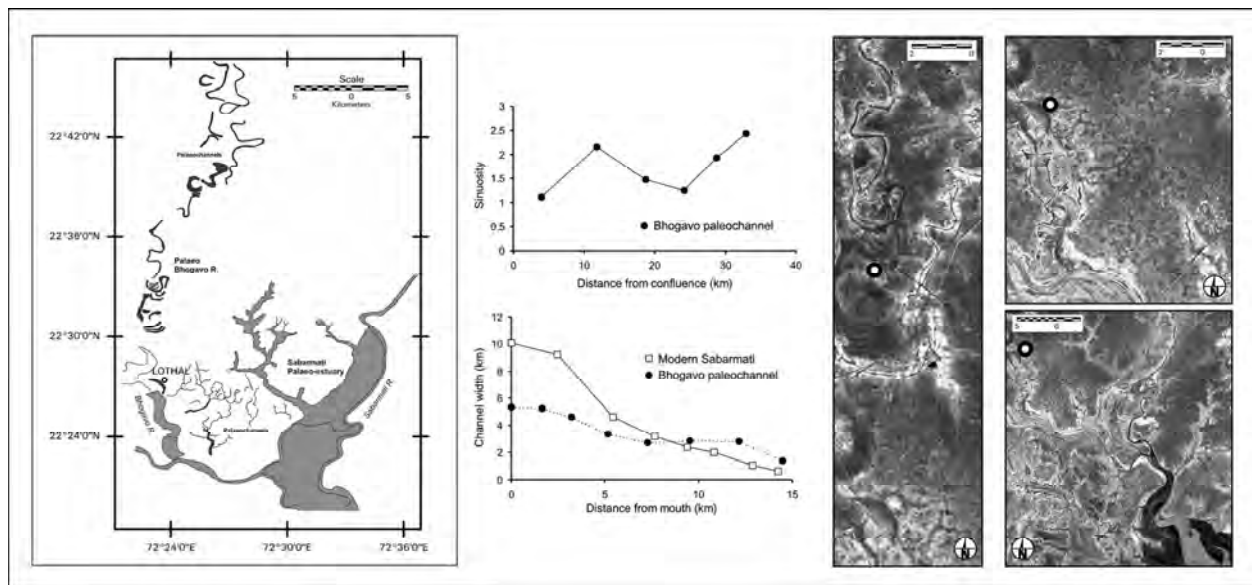 Scale
5 0 5
Kilometers
22°42'0"N
Palaeochannels
22°36'0"N
Palaeo
Bhogavo R.
22°30'0"N
Sabarmati
Palaeo-estuary
LOTHAL
Bhogavo R.
Sabarmati R.
Palaeochannels
22°24'0"N
72°24'0"E 72°30'0"E 72°36'0"E
3
2.5
2
1.5
1
0.5
0
Sinuosity
Bhogavo paleochannel
0 10 20 30 40
Distance from confluence (km)
12
10
8
6
4
2
0
Channel width (km)
Modern Sabarmati
Bhogavo paleochannel
0 5 10 15
Distance from mouth (km)
2 0
N
2 0
N
5 0
N